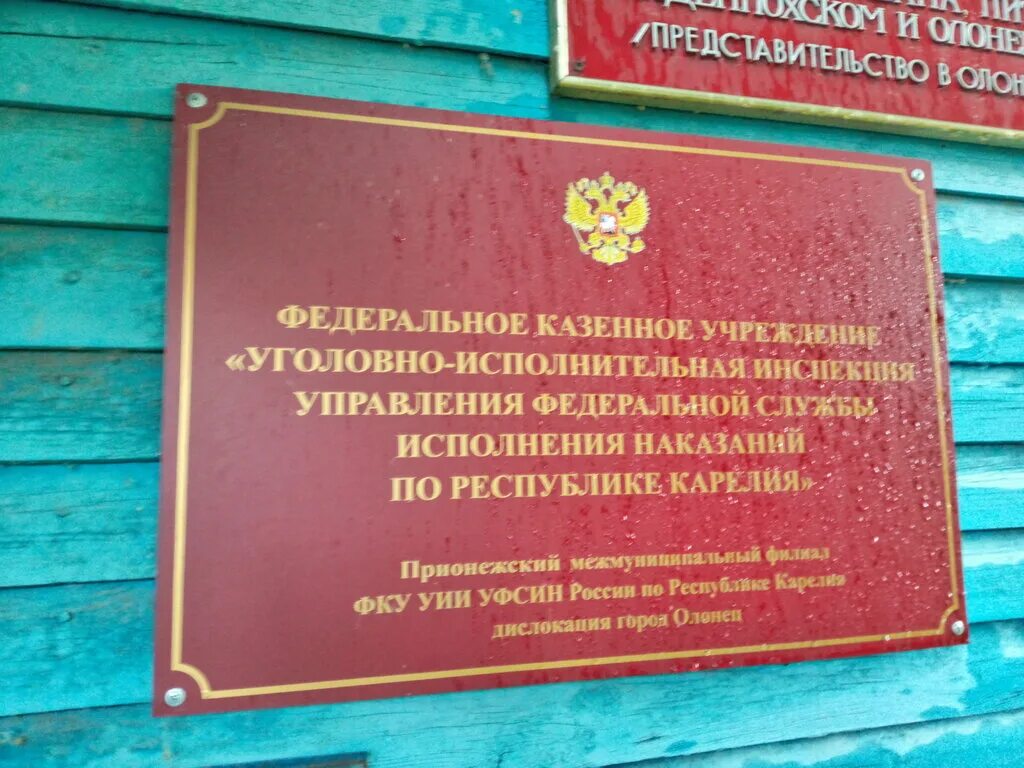 И ОЛОНЕ
/ПРЕДСТАВИТЕЛЬСТВО В ОЛОН
ФЕДЕРАЛЬНОЕ КАЗЕННОЕ УЧРЕЖДЕНИЕ
«УГОЛОВНО-ИСПОЛНИТЕЛЬНАЯ ИНСПЕКЦИЯ
УПРАВЛЕНИЯ ФЕДЕРАЛЬНОЙ СЛУЖБЫ
ИСПОЛНЕНИЯ НАКАЗАНИЙ
ПО РЕСПУБЛИКЕ КАРЕЛИЯ»
Прионежский межмуниципальный филиал
ФКУ УИИ УФСИН России по Республике Карелия
дислокация город Олонец